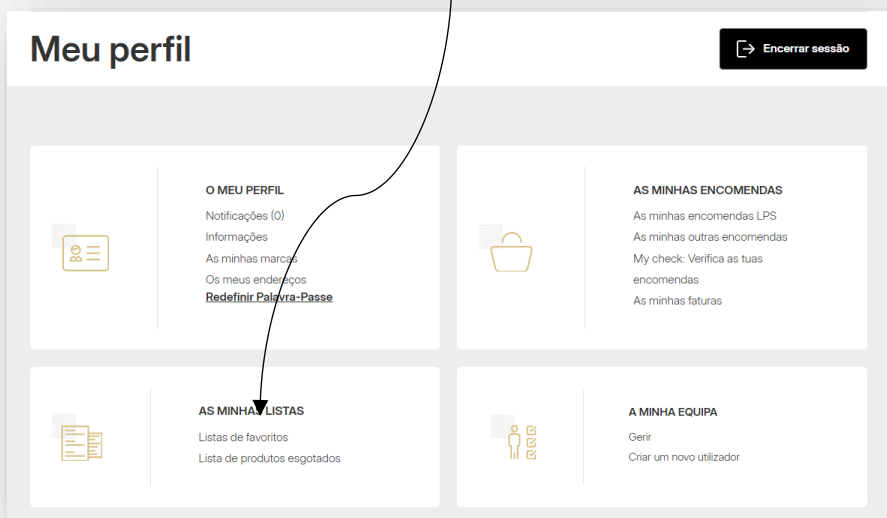 Meu perfil
Encerrar sessão
O MEU PERFIL
Notificações (0)
Informações
As minhas marcas
Os meus endereços
Redefinir Palavra-Passe
AS MINHAS ENCOMENDAS
As minhas encomendas LPS
As minhas outras encomendas
My check: Verifica as tuas
encomendas
As minhas faturas
AS MINHAS LISTAS
Listas de favoritos
Lista de produtos esgotados
A MINHA EQUIPA
Gerir
Criar um novo utilizador